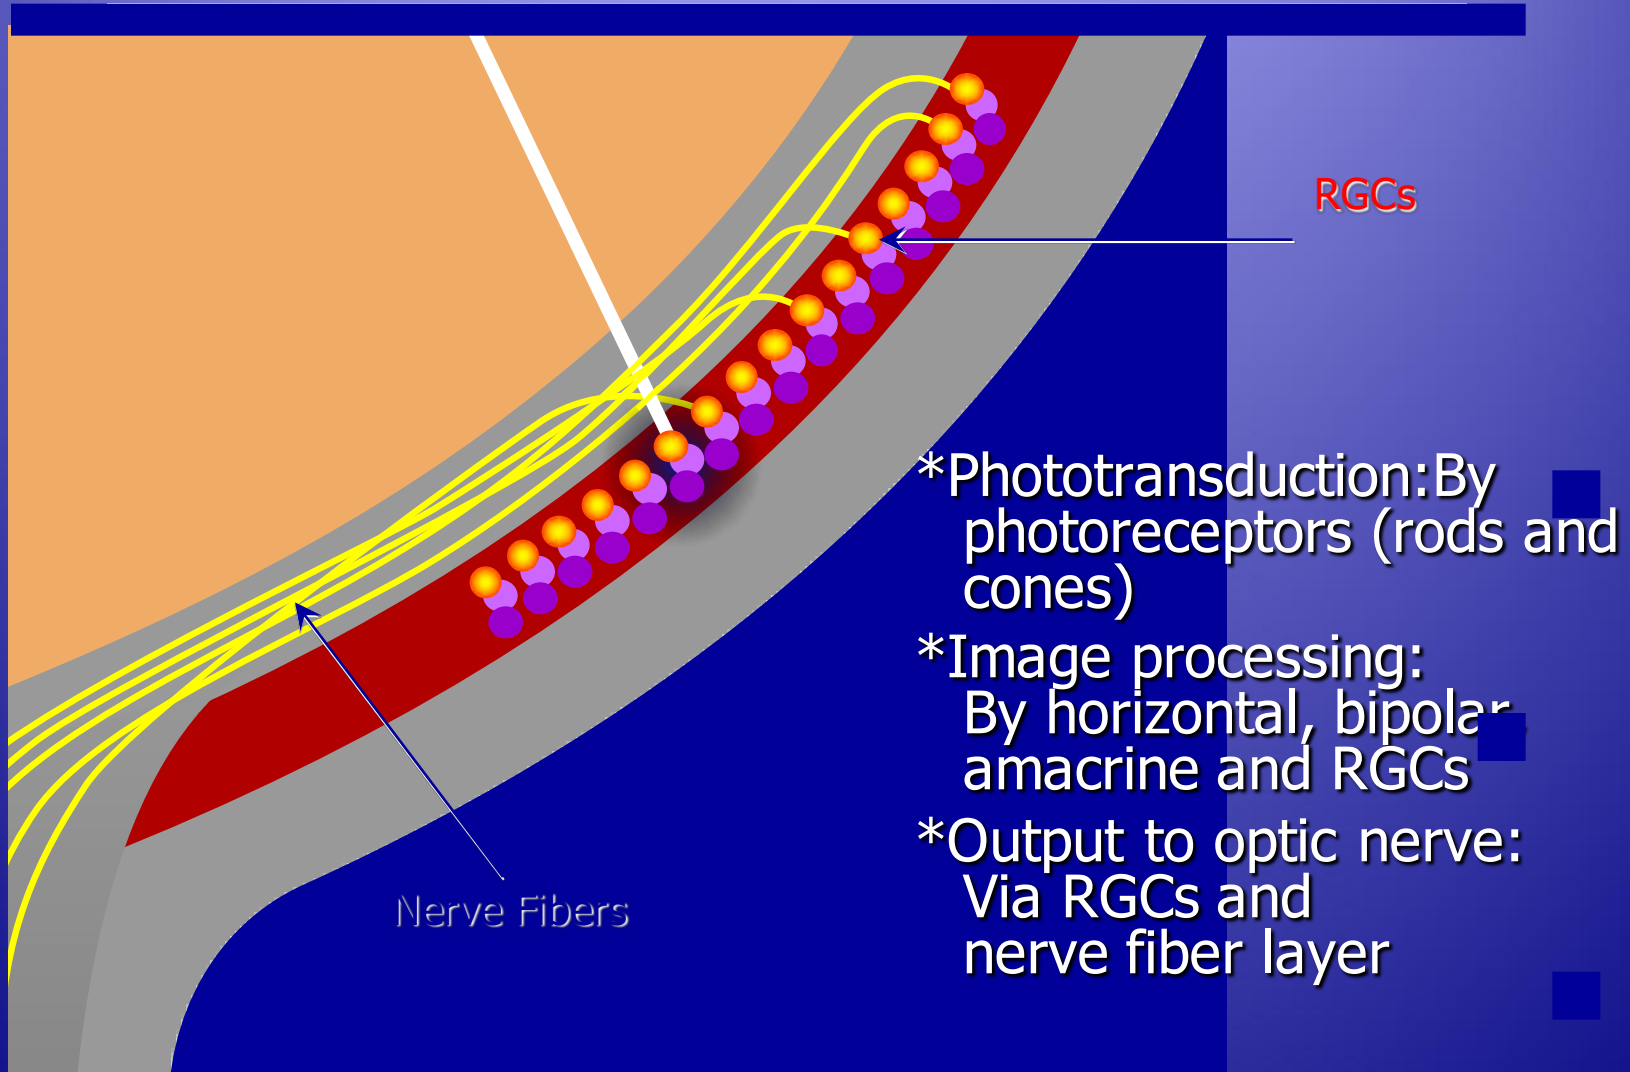 RGCs
*Phototransduction:By
photoreceptors (rods and
cones)
*Image processing:
By horizontal, bipolar,
amacrine and RGCs
*Output to optic nerve:
Via RGCs and
nerve fiber layer
Nerve Fibers